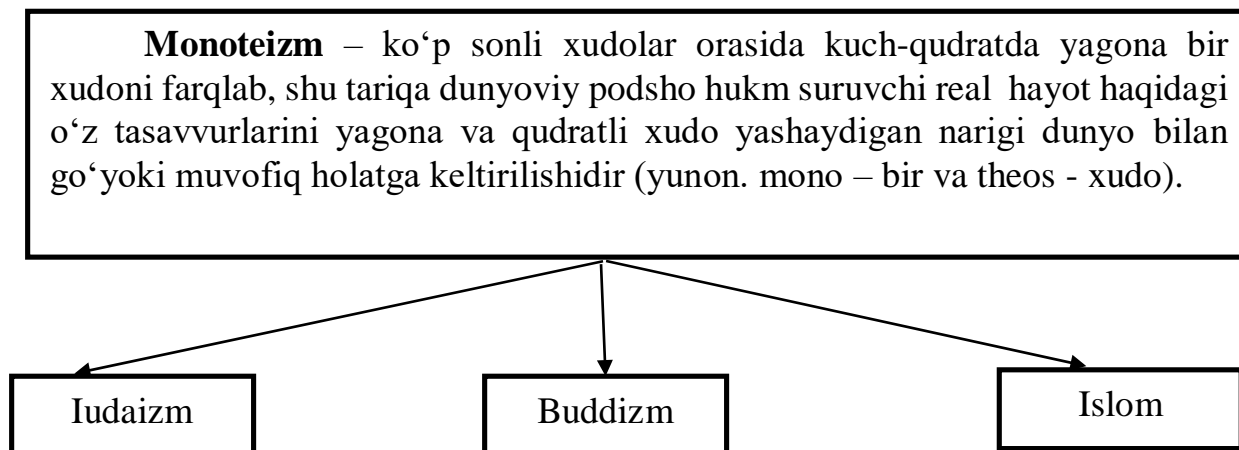 Monoteizm – ko‘p sonli xudolar orasida kuch-qudratda yagona bir
xudoni farqlab, shu tariqa dunyoviy podsho hukm suruvchi real hayot haqidagi
o‘z tasavvurlarini yagona va qudratli xudo yashaydigan narigi dunyo bilan
go‘yoki muvofiq holatga keltirilishidir (yunon. mono – bir va theos - xudo).
Iudaizm
Buddizm
Islom